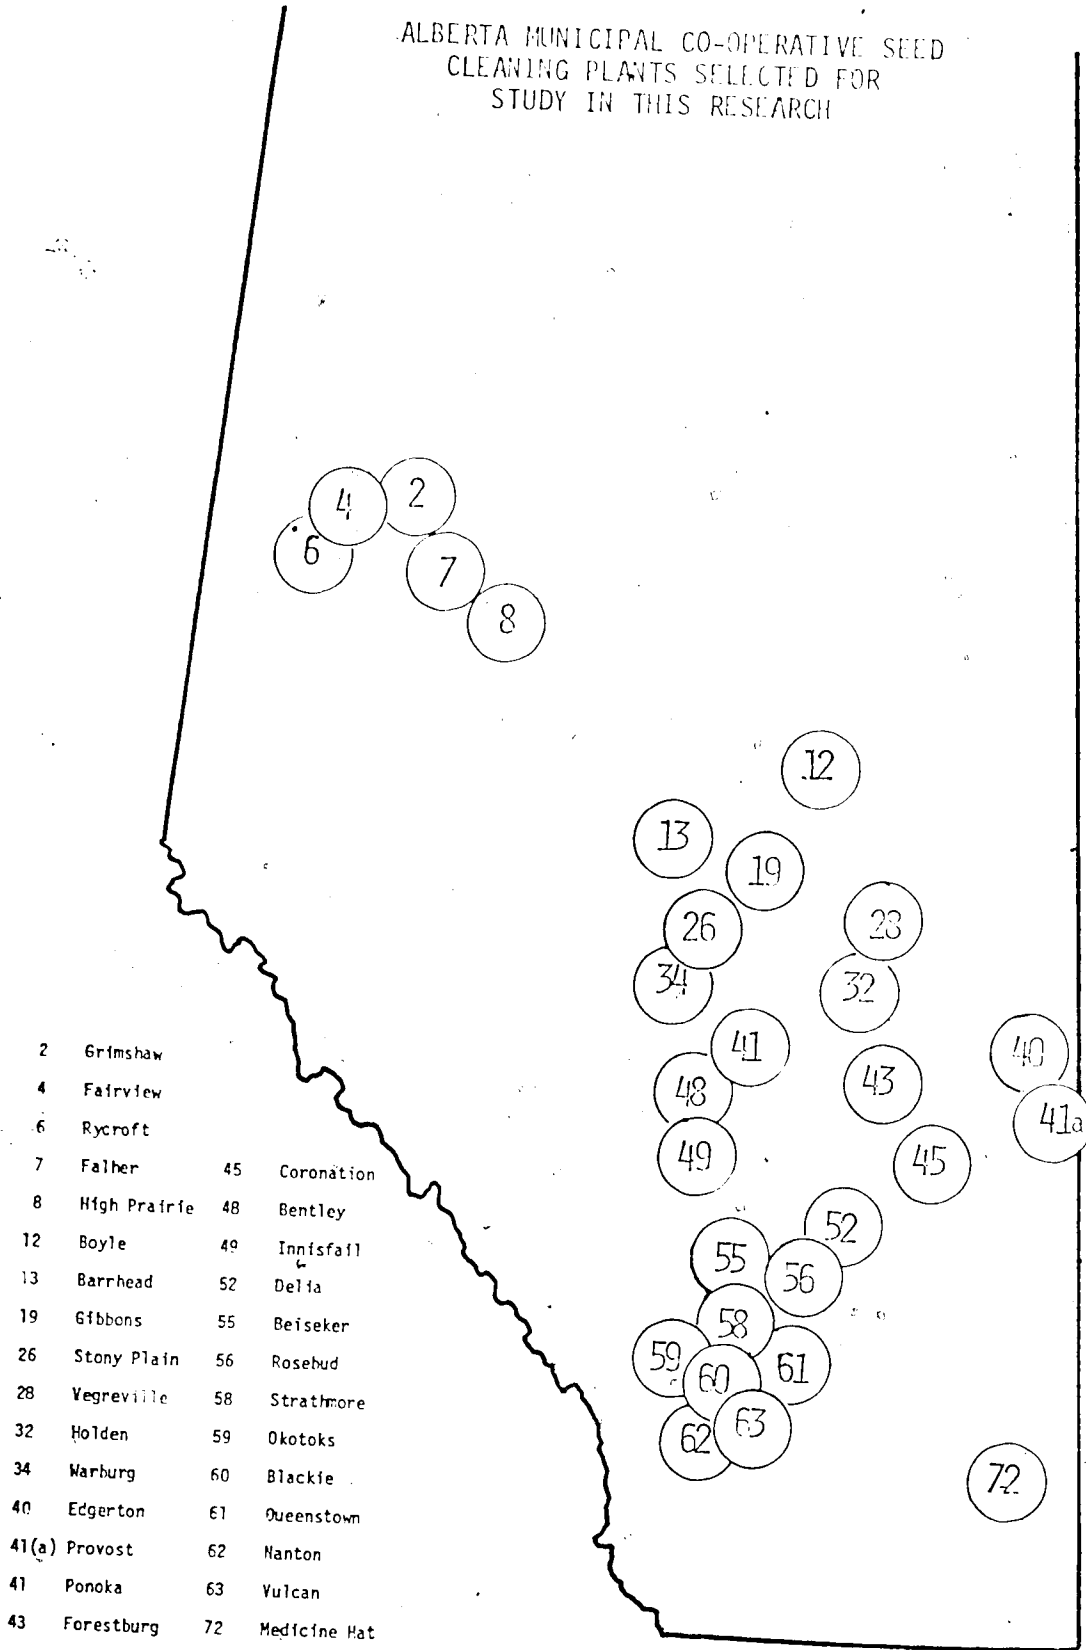 ALBERTA MUNICIPAL CO-OPERATIVE SEED
CLEANING PLANTS SELECTED FOR
STUDY IN THIS RESEARCH
4
2
6
7
8
12
13
19
26
28
34
32
41
40
48
43
41a
49
45
52
55
56
58
59
60
61
62
63
72
2 Grimshaw
4 Fairview
6 Rycroft
7 Falher 45 Coronation
8 High Prairie 48 Bentley
12 Boyle 49 Innisfail
13 Barrhead 52 Delia
19 Gibbons 55 Beiseker
26 Stony Plain 56 Rosebud
28 Vegreville 58 Strathmore
32 Holden 59 Okotoks
34 Warburg 60 Blackie
40 Edgerton 61 Queenstown
41(a) Provost 62 Nanton
41 Ponoka 63 Vulcan
43 Forestburg 72 Medicine Hat